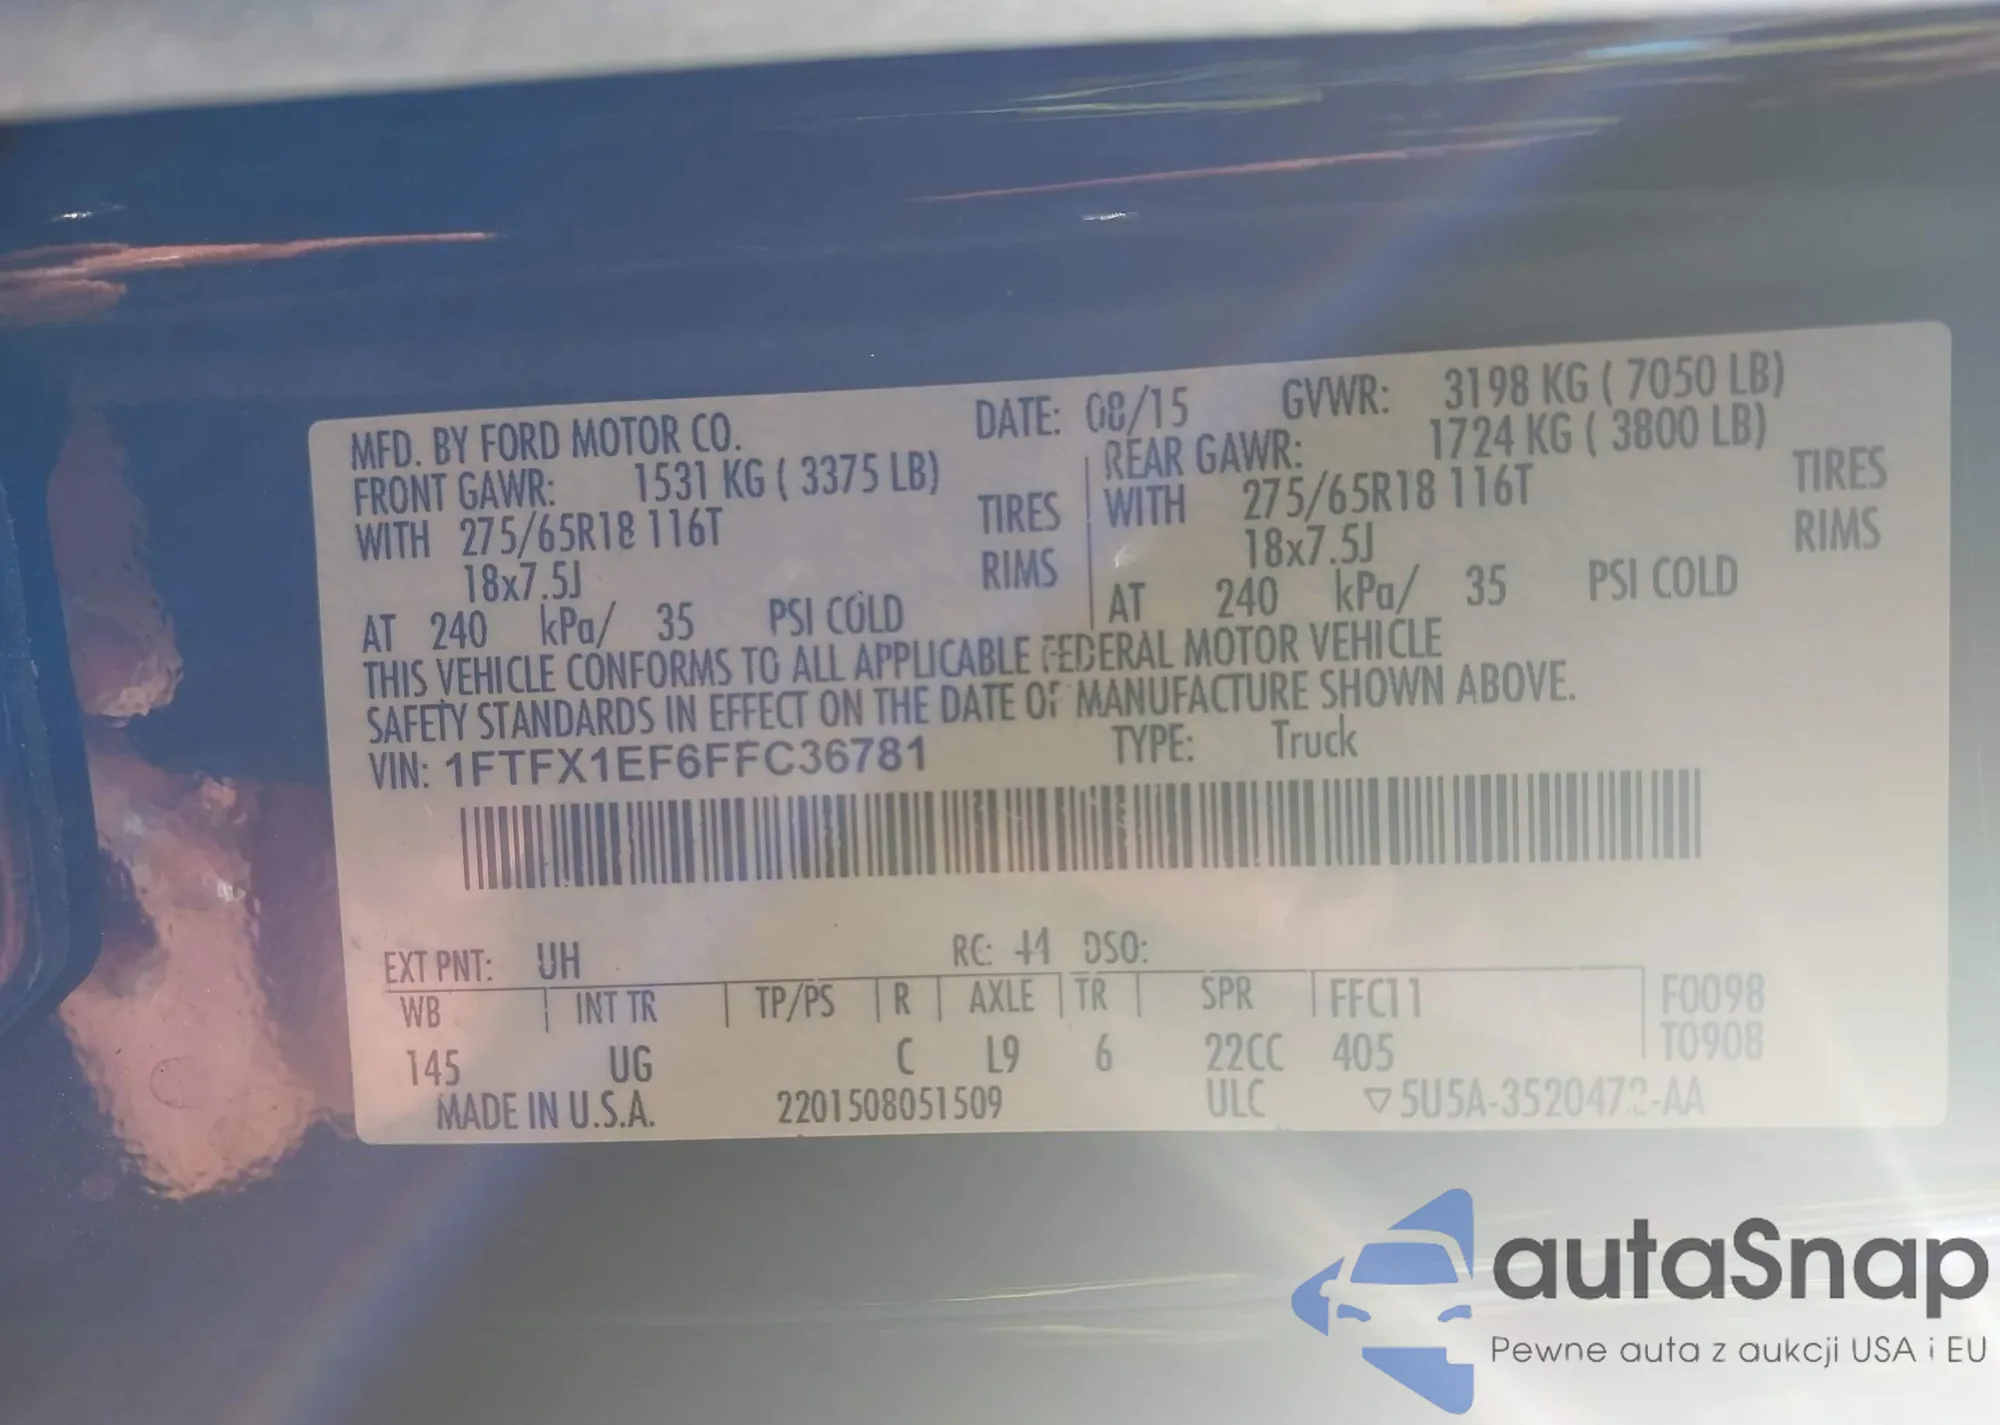 MFD. BY FORD MOTOR CO. DATE: 08/15 GVWR: 3198 KG ( 7050 LB)
FRONT GAWR: 1531 KG ( 3375 LB) REAR GAWR: 1724 KG ( 3800 LB)
WITH 275/65R18 116T TIRES WITH 275/65R18 116T TIRES
18x7.5J RIMS 18x7.5J RIMS
AT 240 kPa/ 35 PSI COLD AT 240 kPa/ 35 PSI COLD
THIS VEHICLE CONFORMS TO ALL APPLICABLE FEDERAL MOTOR VEHICLE
SAFETY STANDARDS IN EFFECT ON THE DATE OF MANUFACTURE SHOWN ABOVE.
VIN: 1FTFX1EF6FFC36781 TYPE: Truck
EXT PNT: UH RC: DSO:
WB INT TR TP/PS R AXLE TR SPR FFC11 F0098
145 UG C L9 6 22CC 405 T0908
MADE IN U.S.A. 2201508051509 ULC ▽5U5A-3520472-AA
autaSnap
Pewne auta z aukcji USA i EU